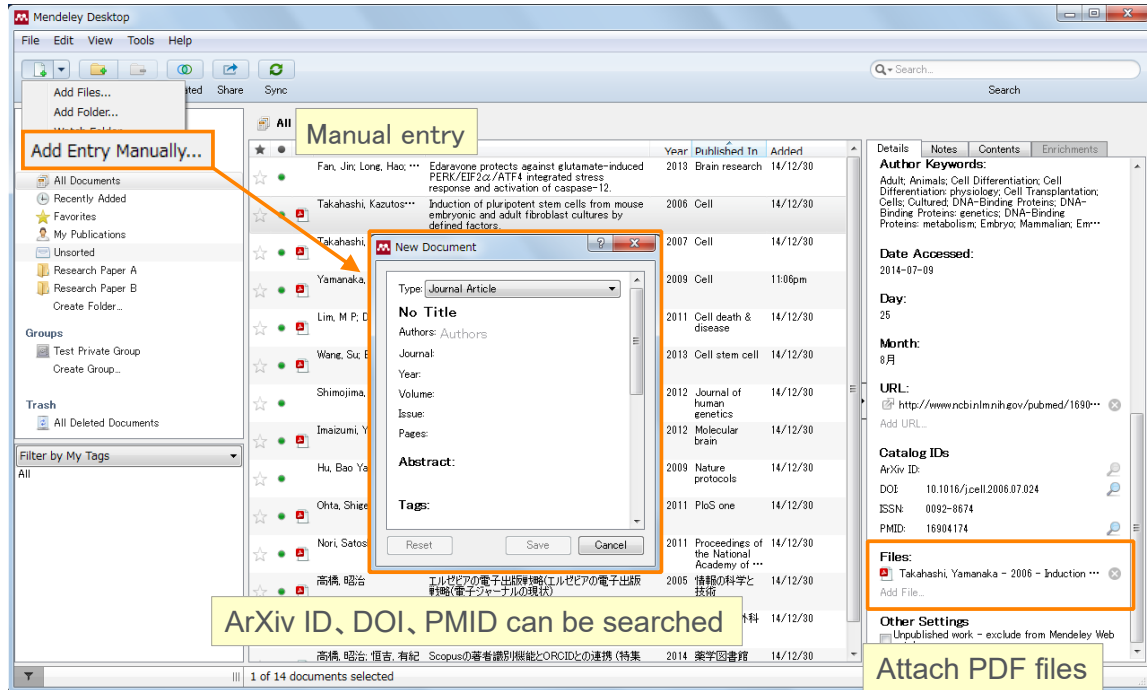 Mendeley Desktop
File Edit View Tools Help
Search...
Share Sync Search
Add Files...
Add Folder...
Add Entry Manually...
All
Manual entry
All Documents
Recently Added
Favorites
My Publications
Unsorted
Research Paper A
Research Paper B
Create Folder...
Groups
Test Private Group
Create Group...
Trash
All Deleted Documents
Filter by My Tags
All
Year Published In Added
Fan, Jin; Long, Hao; ··· Edaravone protects against glutamate-induced 2013 Brain research 14/12/30
PERK/EIF2α/ATF4 integrated stress
response and activation of caspase-12.
Takahashi, Kazutos··· Induction of pluripotent stem cells from mouse 2006 Cell 14/12/30
embryonic and adult fibroblast cultures by
defined factors.
Takahashi, 2007 Cell 14/12/30
Yamanaka, 2009 Cell 11:06pm
Lim, M P; D 2011 Cell death & 14/12/30
disease
Wang, Su; B 2013 Cell stem cell 14/12/30
Shimojima, 2012 Journal of 14/12/30
human
genetics
Imaizumi, Y 2012 Molecular 14/12/30
brain
Hu, Bao Ya 2009 Nature 14/12/30
protocols
Ohta, Shige 2011 PloS one 14/12/30
Nori, Satos 2011 Proceedings of 14/12/30
the National
Academy of ···
高橋, 昭治 エルゼビアの電子出版戦略(エルゼビアの電子出版 2005 情報の科学と 14/12/30
戦略(電子ジャーナルの現状) 技術
外科 14/12/30
高橋, 昭治; 恒吉, 有紀 Scopusの著者識別機能とORCIDとの連携 (特集 2014 薬学図書館 14/12/30
New Document
Type: Journal Article
No Title
Authors: Authors
Journal:
Year:
Volume:
Issue:
Pages:
Abstract:
Tags:
Reset Save Cancel
ArXiv ID、DOI、PMID can be searched
Details Notes Contents Enrichments
Author Keywords:
Adult; Animals; Cell Differentiation; Cell
Differentiation: physiology; Cell Transplantation;
Cells; Cultured; DNA-Binding Proteins; DNA-
Binding Proteins: genetics; DNA-Binding
Proteins: metabolism; Embryo; Mammalian; Em···
Date Accessed:
2014-07-09
Day:
25
Month:
8月
URL:
http://www.ncbi.nlm.nih.gov/pubmed/1690···
Add URL...
Catalog IDs
ArXiv ID:
DOI: 10.1016/j.cell.2006.07.024
ISSN: 0092-8674
PMID: 16904174
Files:
Takahashi, Yamanaka - 2006 - Induction ···
Add File...
Other Settings
Unpublished work - exclude from Mendeley Web
Attach PDF files
1 of 14 documents selected